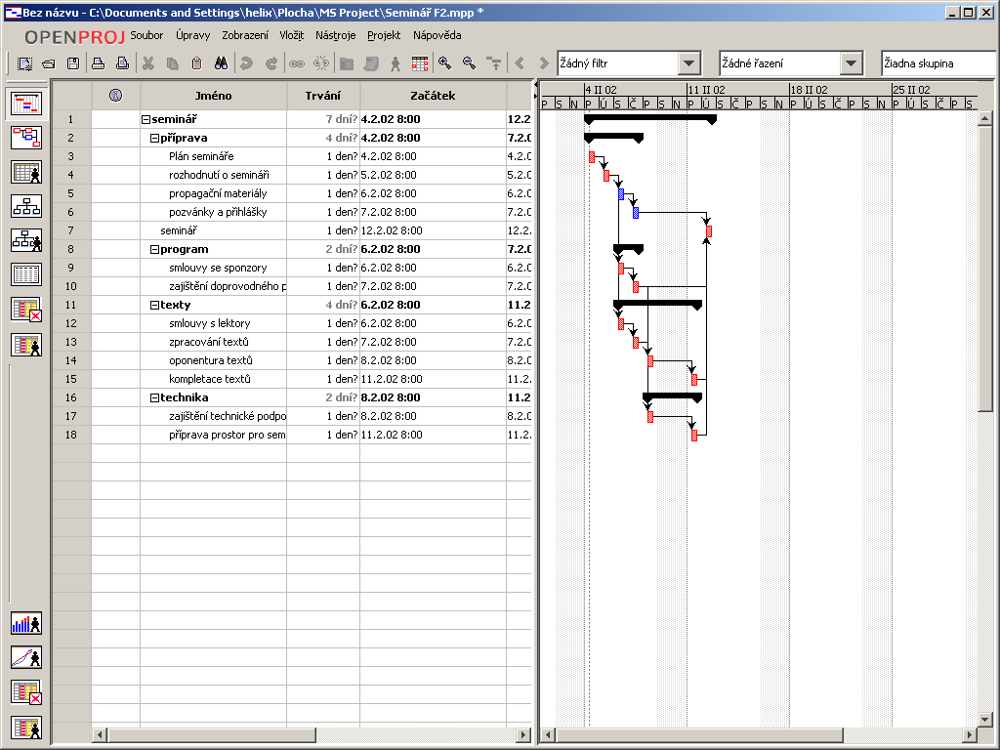 Bez názvu - C:\Documents and Settings\helix\Plocha\MS Project\Seminář F2.mpp *
OPENPROJ Soubor Úpravy Zobrazení Vložit Nástroje Projekt Nápověda
Žádný filtr Žádné řazení Žiadna skupina
Jméno Trvání Začátek
4 II 02 11 II 02 18 II 02 25 II 02
P S N P Ú S Č P S N P Ú S Č P S N P Ú S Č P S N P Ú S Č P S
1 seminář 7 dní? 4.2.02 8:00 12.2
2 příprava 4 dní? 4.2.02 8:00 7.2.0
3 Plán semináře 1 den? 4.2.02 8:00 4.2.0
4 rozhodnutí o semináři 1 den? 5.2.02 8:00 5.2.0
5 propagační materiály 1 den? 6.2.02 8:00 6.2.0
6 pozvánky a přihlášky 1 den? 7.2.02 8:00 7.2.0
7 seminář 1 den? 12.2.02 8:00 12.2.
8 program 2 dní? 6.2.02 8:00 7.2.0
9 smlouvy se sponzory 1 den? 6.2.02 8:00 6.2.0
10 zajištění doprovodného p 1 den? 7.2.02 8:00 7.2.0
11 texty 4 dní? 6.2.02 8:00 11.2
12 smlouvy s lektory 1 den? 6.2.02 8:00 6.2.0
13 zpracování textů 1 den? 7.2.02 8:00 7.2.0
14 oponentura textů 1 den? 8.2.02 8:00 8.2.0
15 kompletace textů 1 den? 11.2.02 8:00 11.2.
16 technika 2 dní? 8.2.02 8:00 11.2
17 zajištění technické podpo 1 den? 8.2.02 8:00 8.2.0
18 příprava prostor pro sem 1 den? 11.2.02 8:00 11.2.